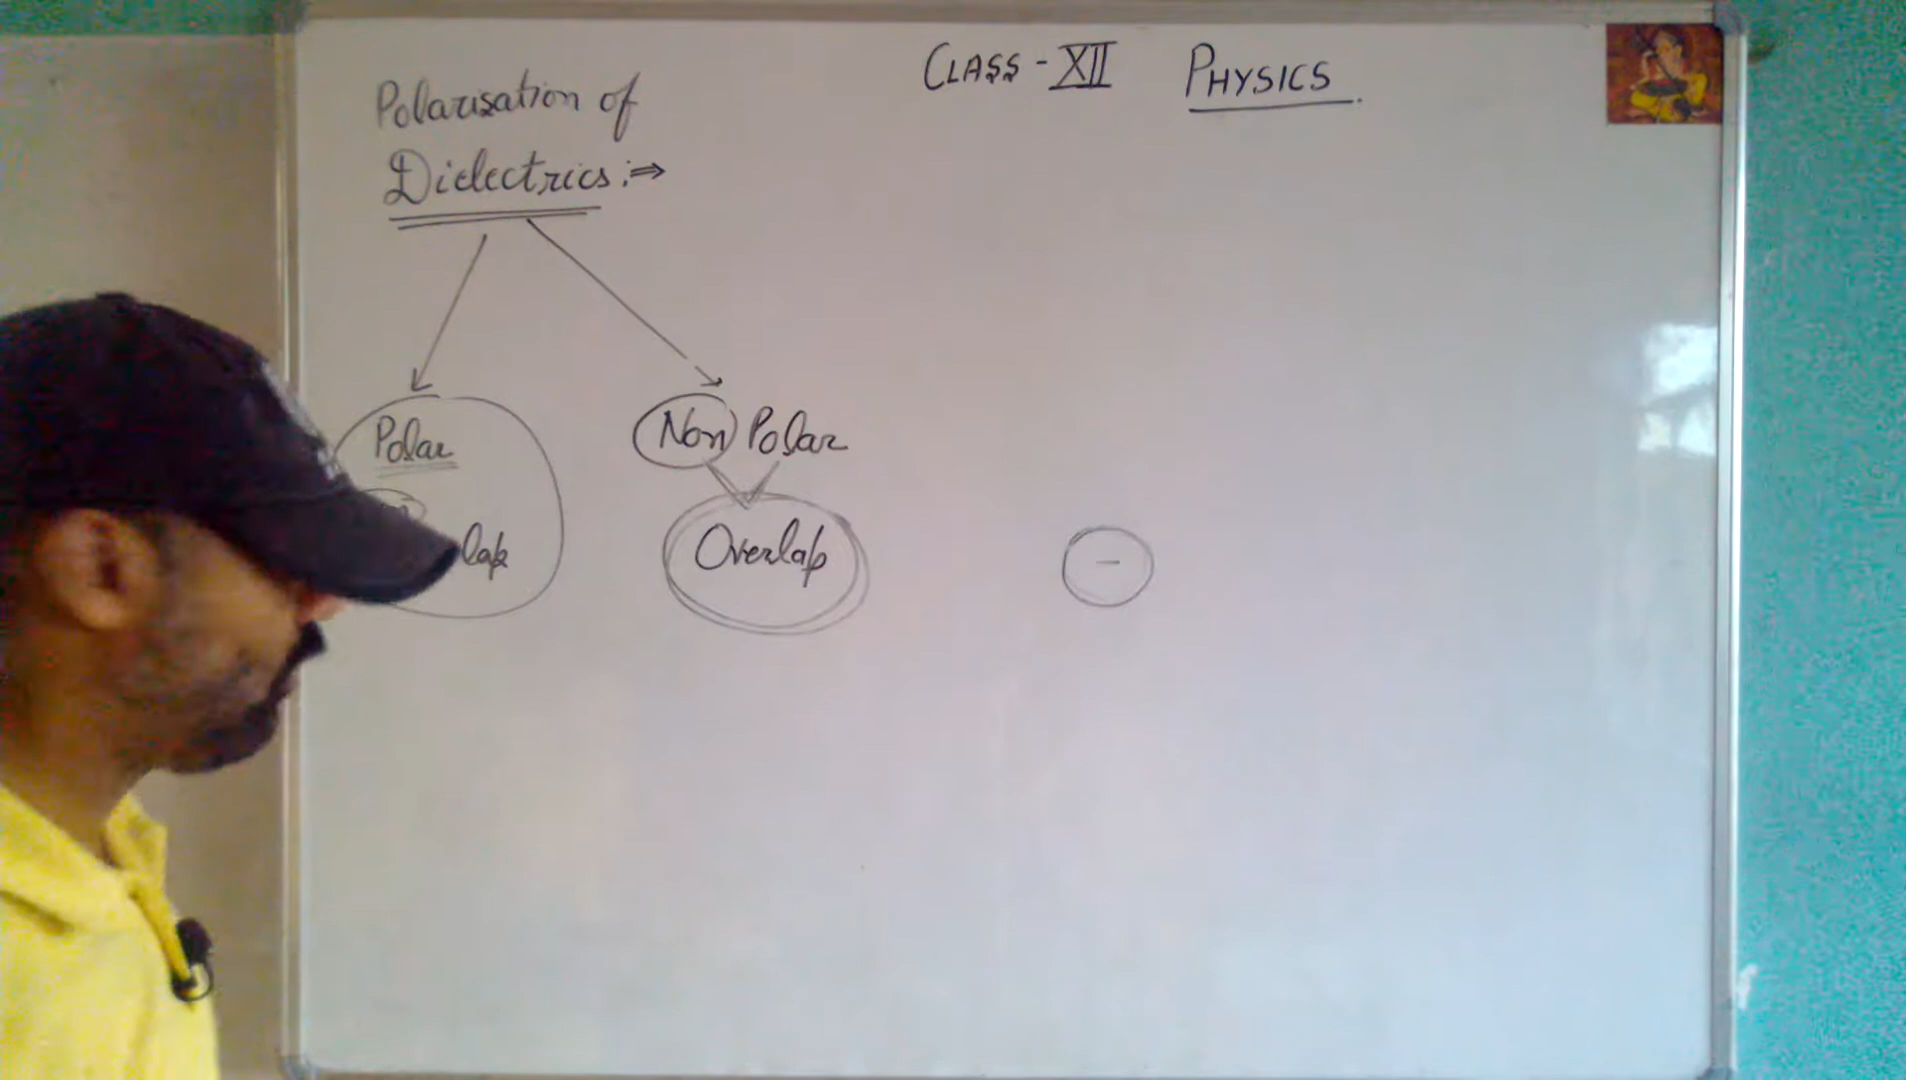 CLASS - XII PHYSICS
Polarisation of
Dielectrics :⇒
Polar
Non Polar
Overlap
-